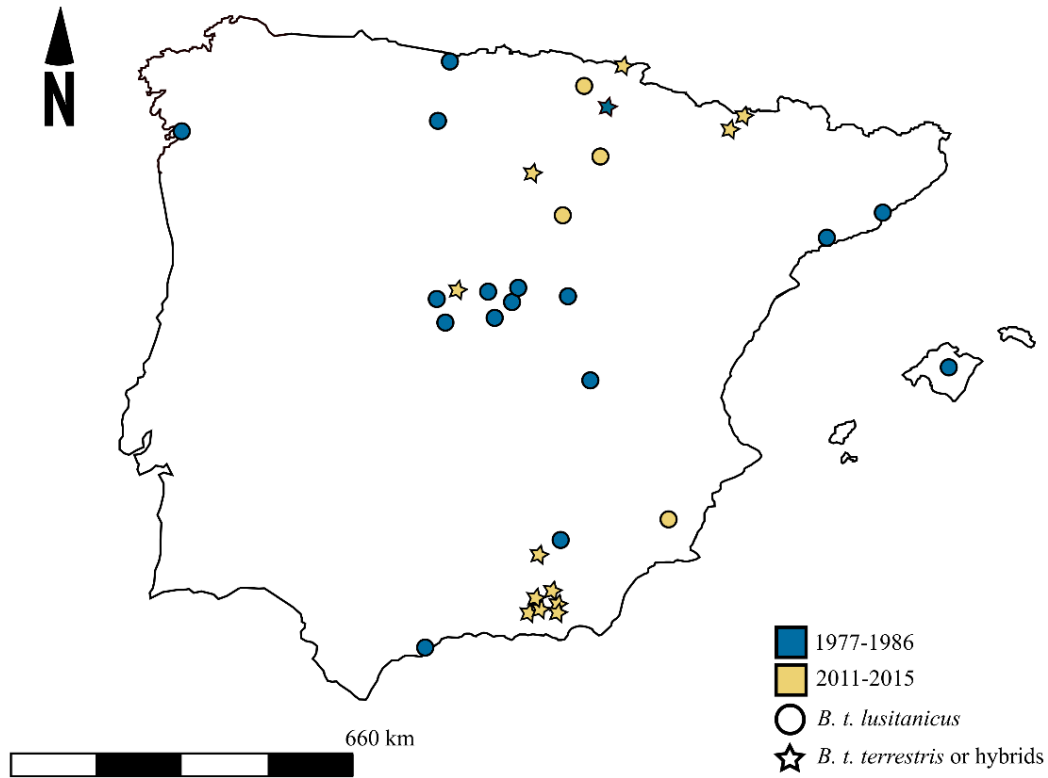 N
1977-1986
2011-2015
B. t. lusitanicus
660 km
B. t. terrestris or hybrids